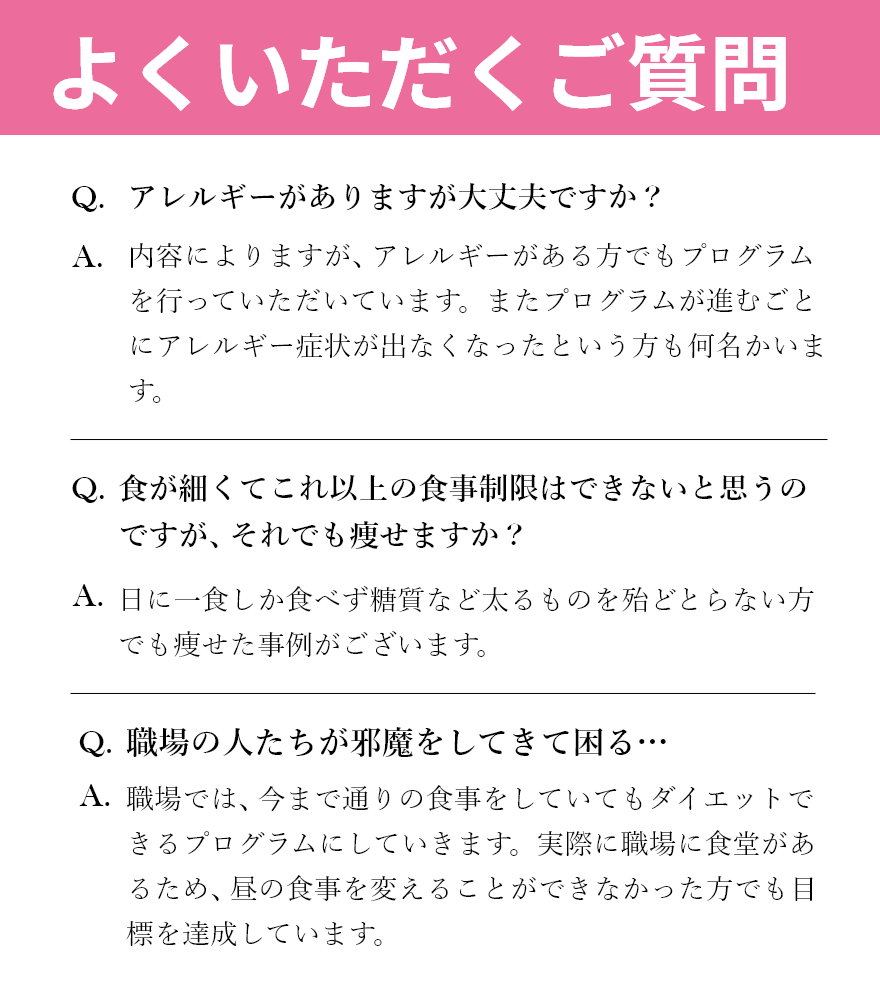 よくいただくご質問
Q. アレルギーがありますが大丈夫ですか？
A. 内容によりますが、アレルギーがある方でもプログラム
を行っていただいています。またプログラムが進むごと
にアレルギー症状が出なくなったという方も何名かいま
す。
Q. 食が細くてこれ以上の食事制限はできないと思うの
ですが、それでも痩せますか？
A. 日に一食しか食べず糖質など太るものを殆どとらない方
でも痩せた事例がございます。
Q. 職場の人たちが邪魔をしてきて困る…
A. 職場では、今まで通りの食事をしていてもダイエットで
きるプログラムにしていきます。実際に職場に食堂があ
るため、昼の食事を変えることができなかった方でも目
標を達成しています。